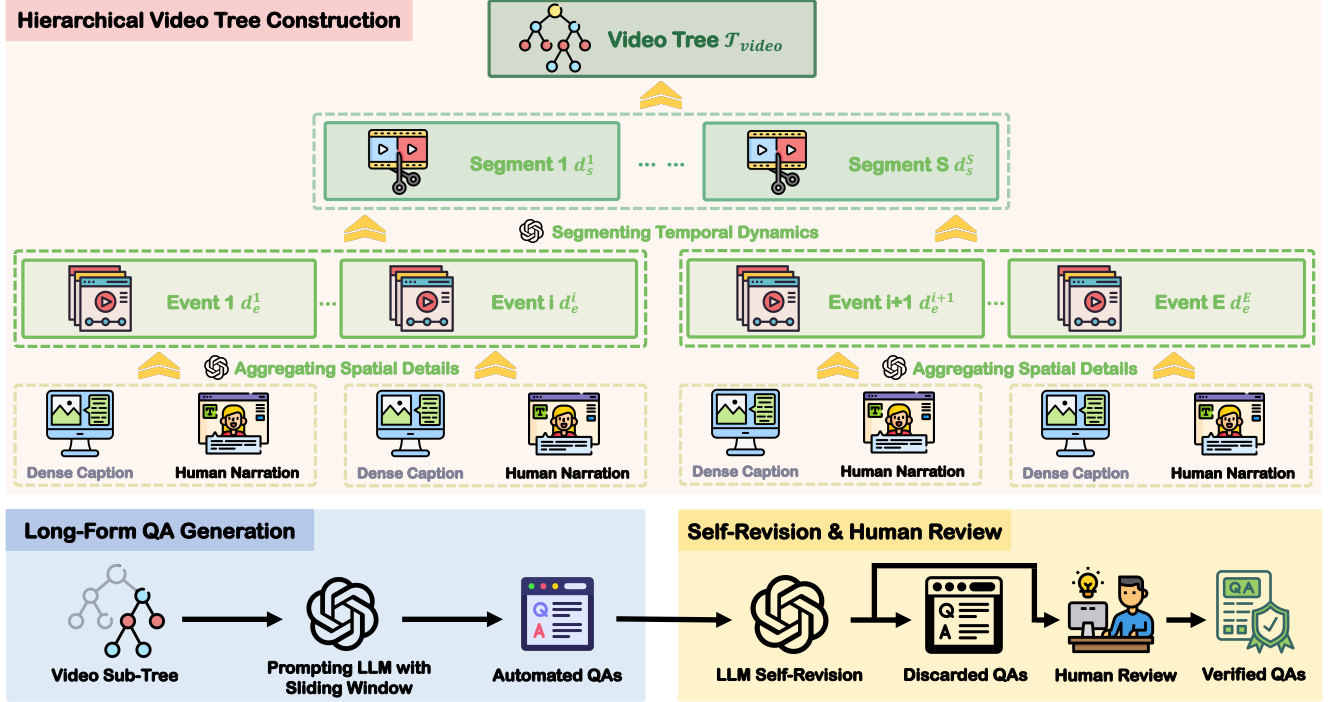 Hierarchical Video Tree Construction
Video Tree 𝒯_video
Segment 1 d_s^1
... ...
Segment S d_s^S
Segmenting Temporal Dynamics
Event 1 d_e^1
...
Event i d_e^i
Event i+1 d_e^{i+1}
...
Event E d_e^E
Aggregating Spatial Details
Aggregating Spatial Details
T
T
T
T
Dense Caption
Human Narration
Dense Caption
Human Narration
Dense Caption
Human Narration
Dense Caption
Human Narration
Long-Form QA Generation
Q
A
Video Sub-Tree
Prompting LLM with
Sliding Window
Automated QAs
Self-Revision & Human Review
Q
A
QA
LLM Self-Revision
Discarded QAs
Human Review
Verified QAs